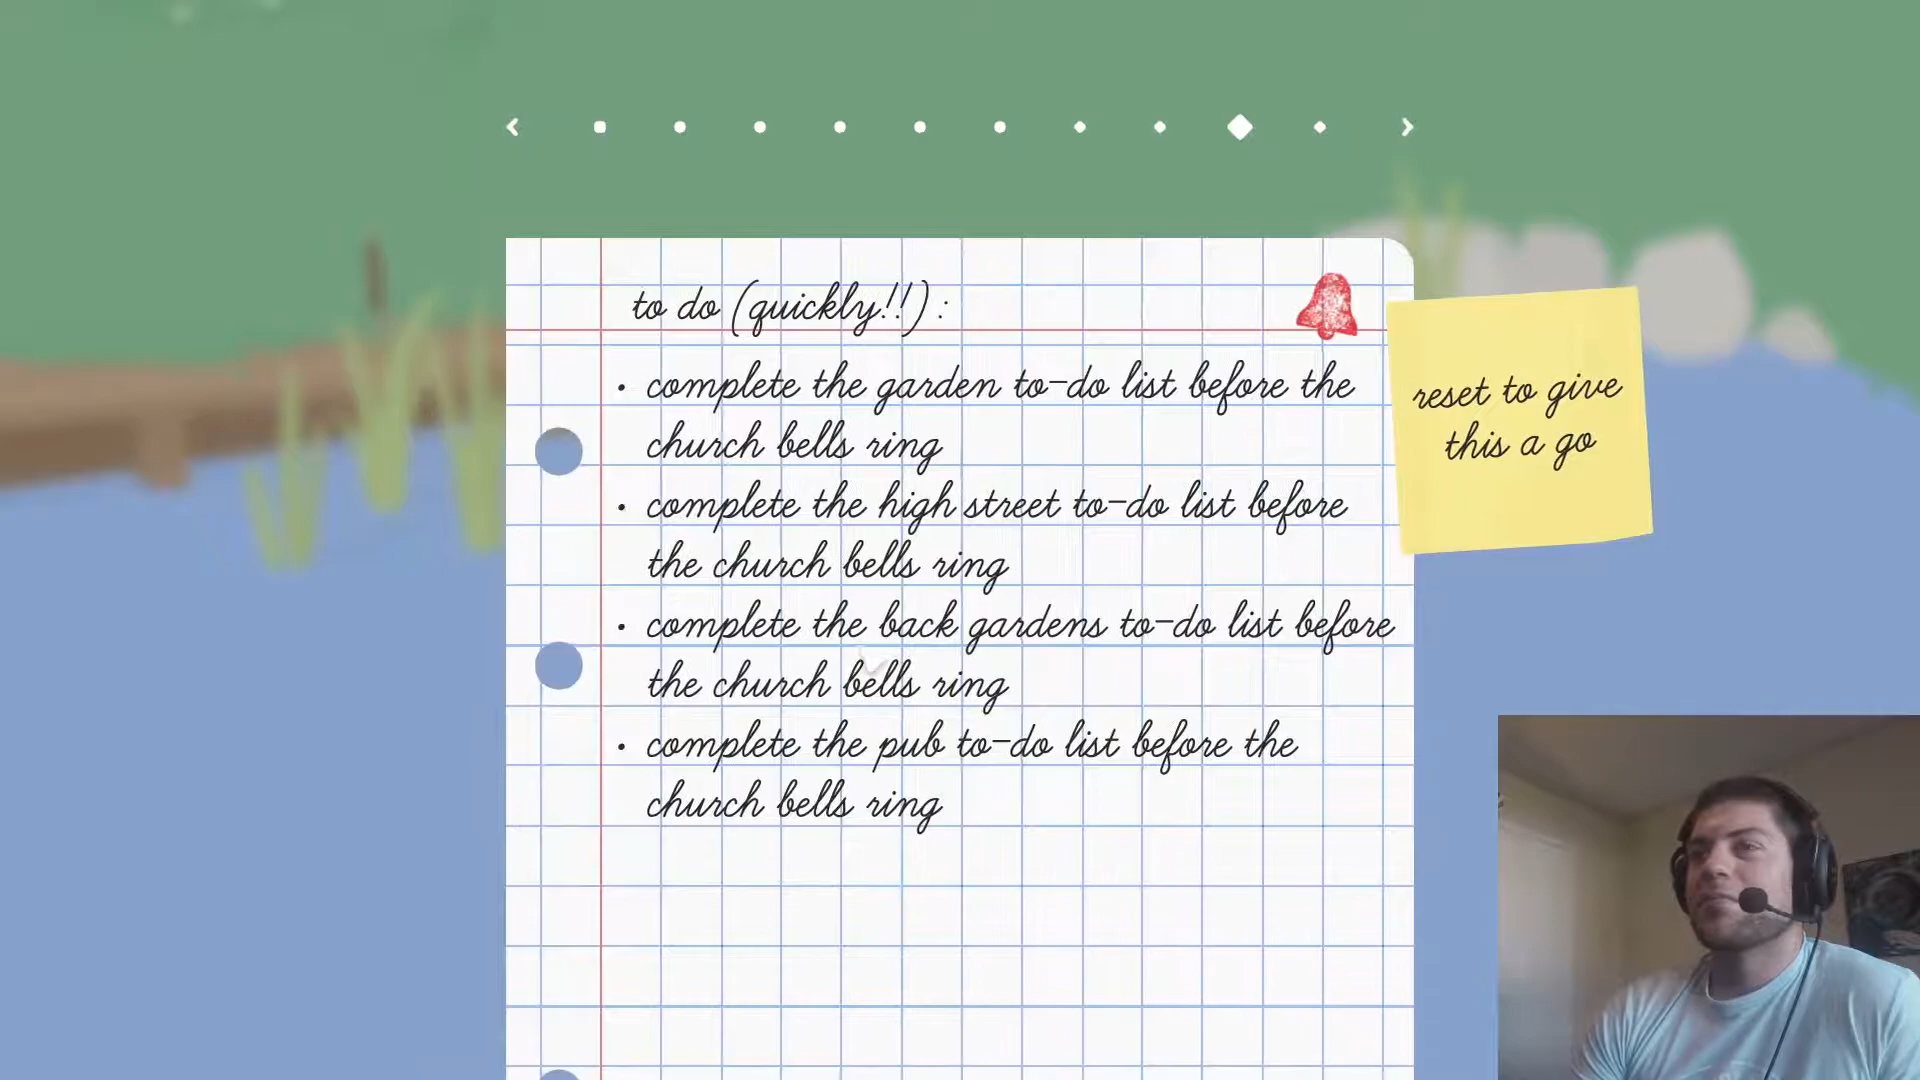 to do (quickly!!) :
• complete the garden to-do list before the
church bells ring
• complete the high street to-do list before
the church bells ring
• complete the back gardens to-do list before
the church bells ring
• complete the pub to-do list before the
church bells ring
reset to give
this a go